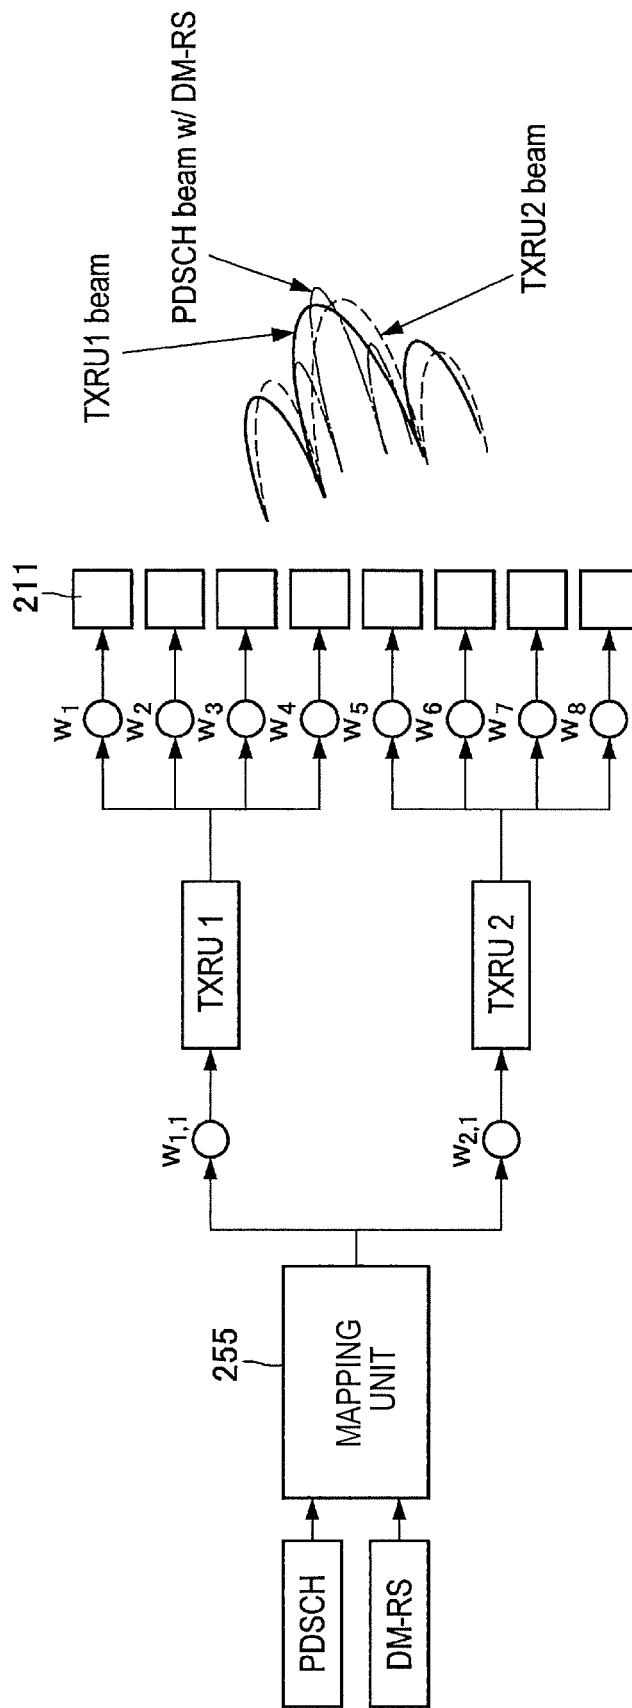 PDSCH
DM-RS
255
MAPPING
UNIT
w1,1
w2,1
TXRU 1
TXRU 2
w1
w2
w3
w4
w5
w6
w7
w8
211
TXRU1 beam
PDSCH beam w/ DM-RS
TXRU2 beam